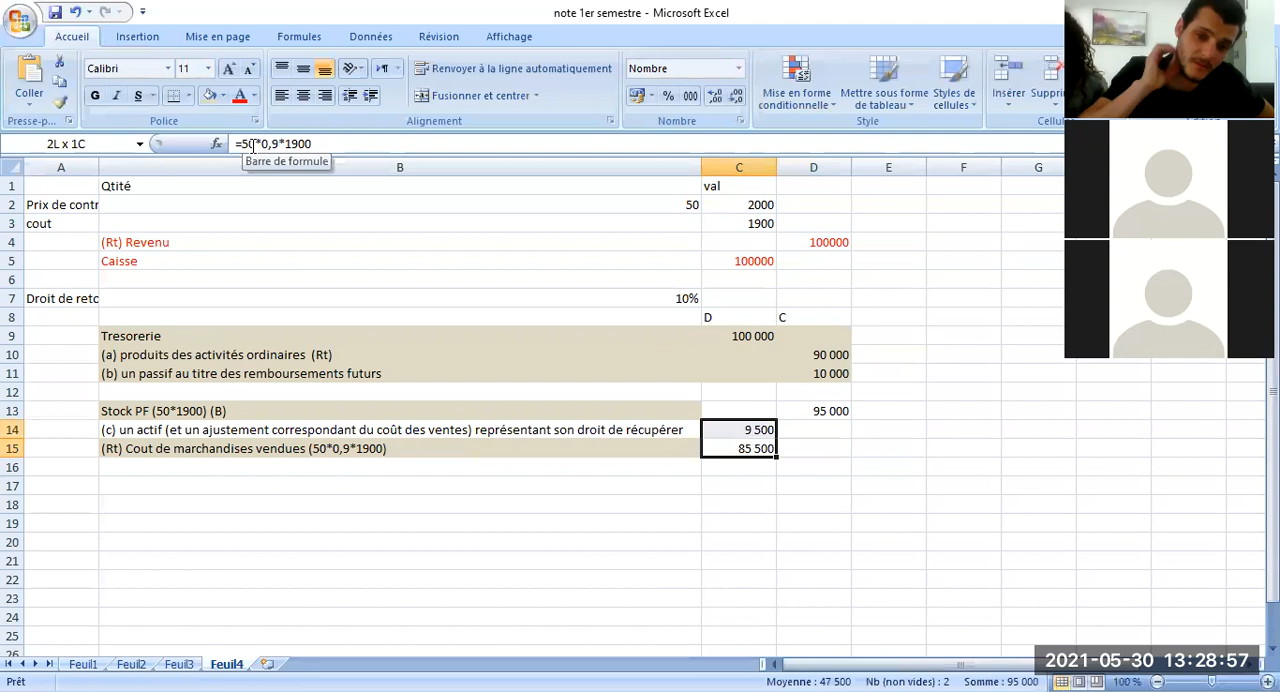 note 1er semestre - Microsoft Excel
Accueil Insertion Mise en page Formules Données Révision Affichage
Coller
Calibri 11
G I S
Renvoyer à la ligne automatiquement
Fusionner et centrer
Nombre
% 000
Mise en forme conditionnelle
Mettre sous forme de tableau
Styles de cellules
Insérer
Supprim
Presse-p... Police Alignement Nombre Style Cellu
2L x 1C fx =50*0,9*1900
Barre de formule
A B C D E F G
1 Qtité val
2 Prix de contr 50 2000
3 cout 1900
4 (Rt) Revenu 100000
5 Caisse 100000
6
7 Droit de reto 10%
8 D C
9 Tresorerie 100 000
10 (a) produits des activités ordinaires (Rt) 90 000
11 (b) un passif au titre des remboursements futurs 10 000
12
13 Stock PF (50*1900) (B) 95 000
14 (c) un actif (et un ajustement correspondant du coût des ventes) représentant son droit de récupérer 9 500
15 (Rt) Cout de marchandises vendues (50*0,9*1900) 85 500
16
17
18
19
20
21
22
23
24
25
26
Feuil1 Feuil2 Feuil3 Feuil4
2021-05-30 13:28:57
Prêt Moyenne : 47 500 Nb (non vides) : 2 Somme : 95 000 100 %